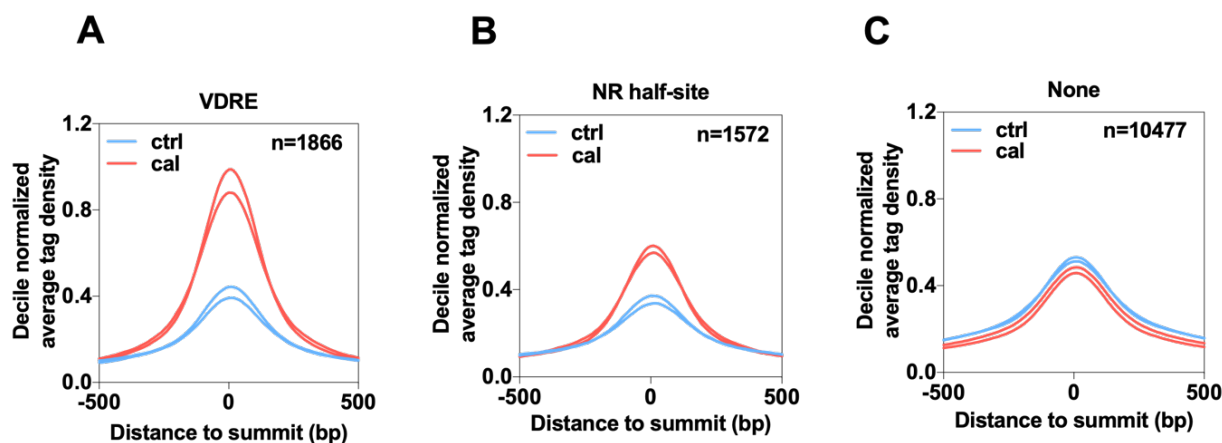 A
VDRE
1.2
0.8
0.4
0.0
Decile normalized
average tag density
ctrl
cal
n=1866
-500
0
500
Distance to summit (bp)
B
NR half-site
1.2
0.8
0.4
0.0
Decile normalized
average tag density
ctrl
cal
n=1572
-500
0
500
Distance to summit (bp)
C
None
1.2
0.8
0.4
0.0
Decile normalized
average tag density
ctrl
cal
n=10477
-500
0
500
Distance to summit (bp)